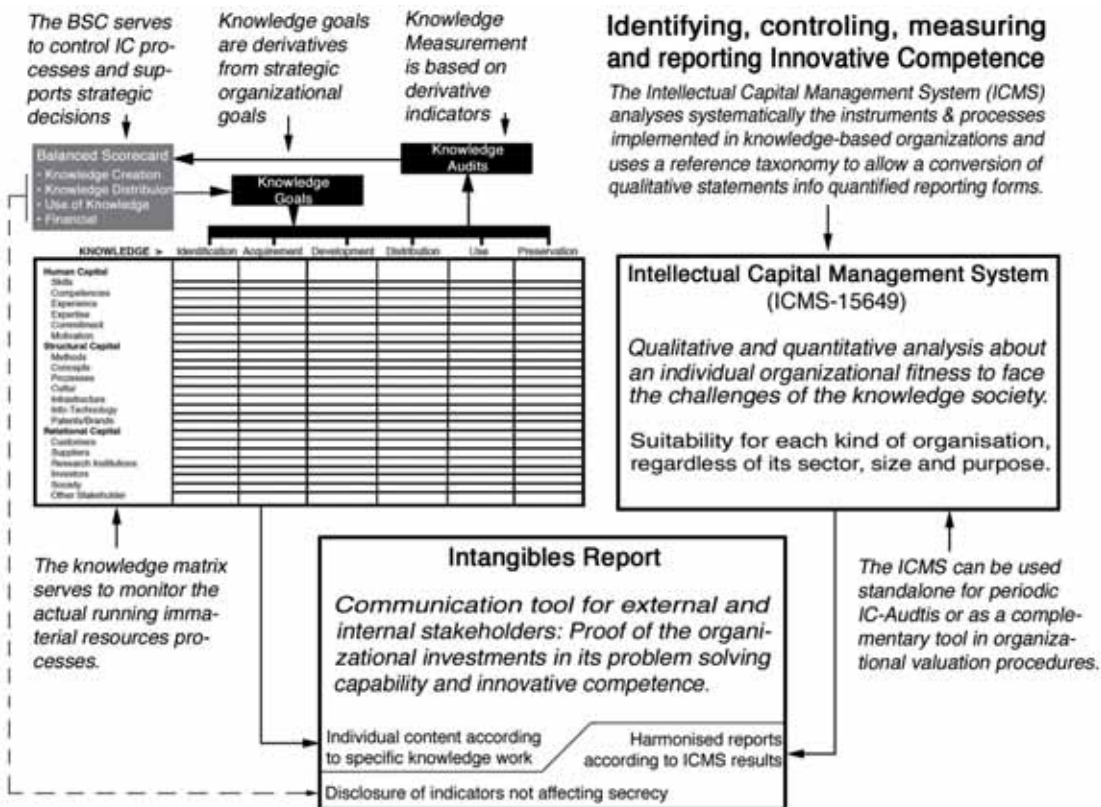 The BSC serves
to control IC pro-
cesses and sup-
ports strategic
decisions
Knowledge goals
are derivatives
from strategic
organizational
goals
Knowledge
Measurement
is based on
derivative
indicators
Identifying, controling, measuring
and reporting Innovative Competence
The Intellectual Capital Management System (ICMS)
analyses systematically the instruments & processes
implemented in knowledge-based organizations and
uses a reference taxonomy to allow a conversion of
qualitative statements info quantified reporting forms.
Balanced Scorecard
• Knowledge Creation
• Knowledge Distribution
• Use of Knowledge
• Financial
Knowledge
Goals
Knowledge
Audits
KNOWLEDGE > Identification Acquirement Development Distribution Use Preservation
Human Capital
Skills
Competencies
Experience
Expertise
Commitment
Motivation
Structural Capital
Methods
Concepts
Processes
Cultur
Infrastructure
Info Technology
Patents/Brands
Relational Capital
Customers
Suppliers
Research Institutions
Investors
Society
Other Stakeholder
Intellectual Capital Management System
(ICMS-15649)
Qualitative and quantitative analysis about
an individual organizational fitness to face
the challenges of the knowledge society.
Suitability for each kind of organisation,
regardless of its sector, size and purpose.
The knowledge matrix
serves to monitor the
actual running imma-
terial resources pro-
cesses.
Intangibles Report
Communication tool for external and
internal stakeholders: Proof of the organi-
zational investments in its problem solving
capability and innovative competence.
Individual content according
to specific knowledge work
Harmonised reports
according to ICMS results
Disclosure of indicators not affecting secrecy
The ICMS can be used
standalone for periodic
IC-Audtis or as a comple-
mentary tool in organiza-
tional valuation procedures.